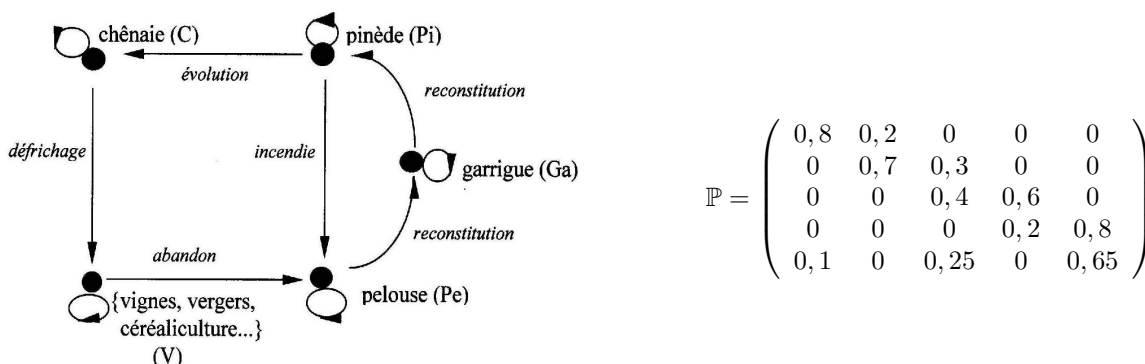 chênaie (C)
pinède (Pi)
évolution
reconstitution
défrichage
incendie
garrigue (Ga)
reconstitution
abandon
{vignes, vergers,
céréaliculture...}
(V)
pelouse (Pe)
ℙ =
0,8 0,2 0 0 0
0 0,7 0,3 0 0
0 0 0,4 0,6 0
0 0 0 0,2 0,8
0,1 0 0,25 0 0,65